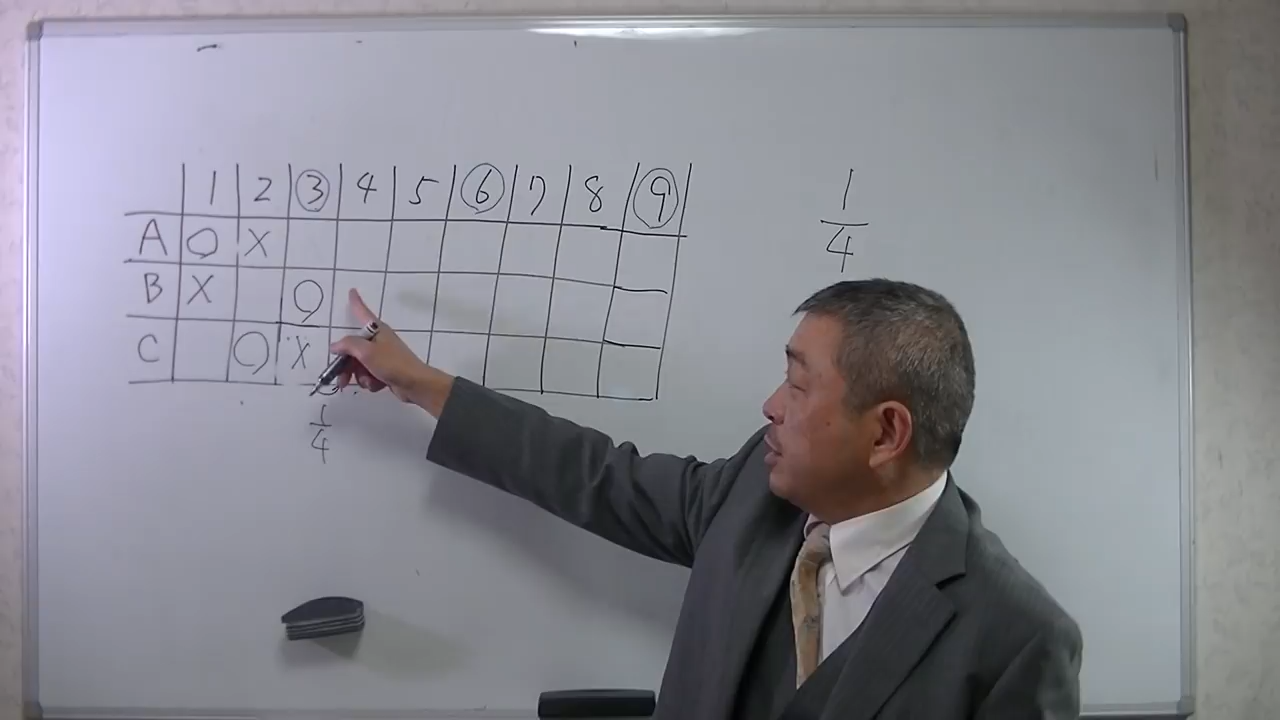 1 2 ③ 4 5 ⑥ 7 8 ⑨
A O X
B X O
C O X
1/4
1/4